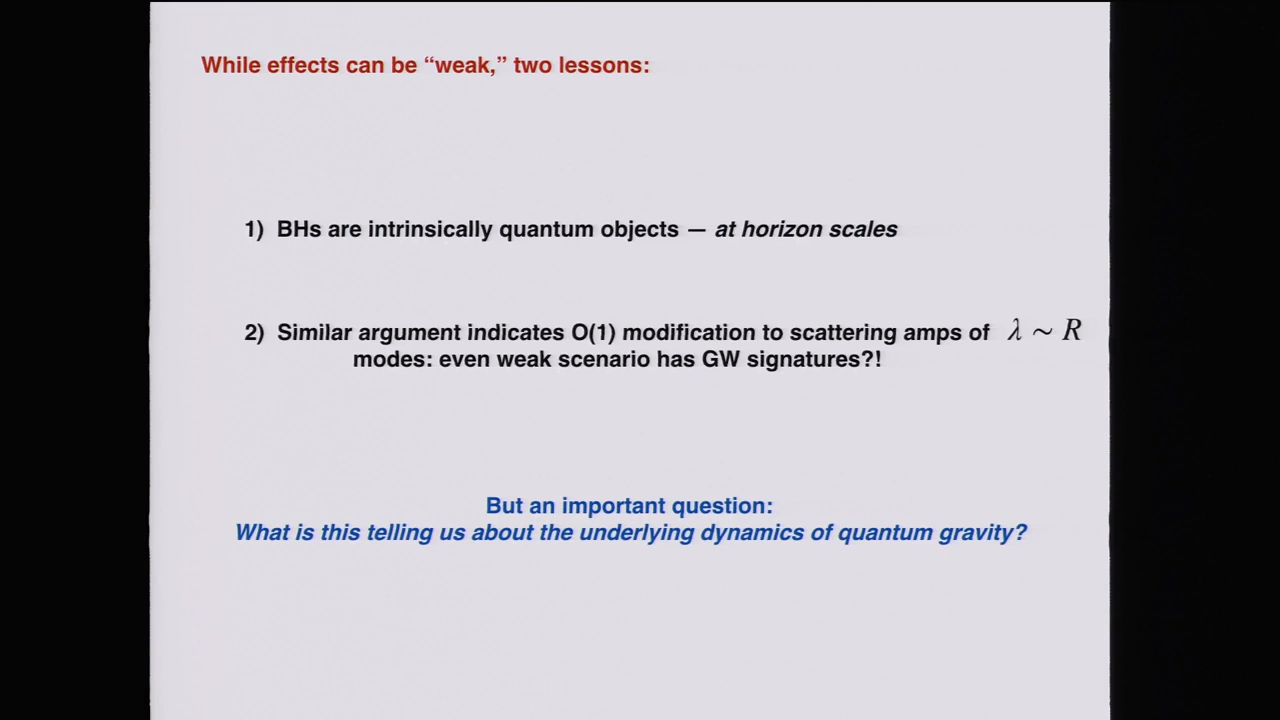 While effects can be “weak,” two lessons:
1) BHs are intrinsically quantum objects — at horizon scales
2) Similar argument indicates O(1) modification to scattering amps of λ ~ R
modes: even weak scenario has GW signatures?!
But an important question:
What is this telling us about the underlying dynamics of quantum gravity?